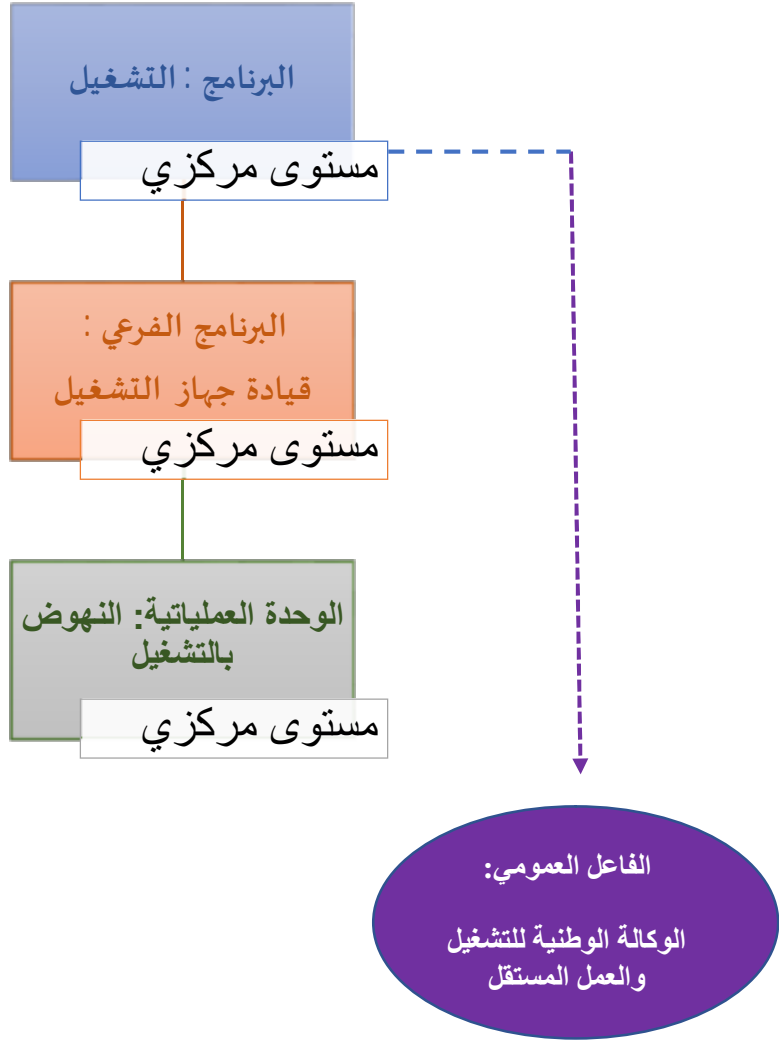 البرنامج : التشغيل
مستوى مركزي
البرنامج الفرعي :
قيادة جهاز التشغيل
مستوى مركزي
الوحدة العملياتية: النهوض
بالتشغيل
مستوى مركزي
الفاعل العمومي:
الوكالة الوطنية للتشغيل
والعمل المستقل